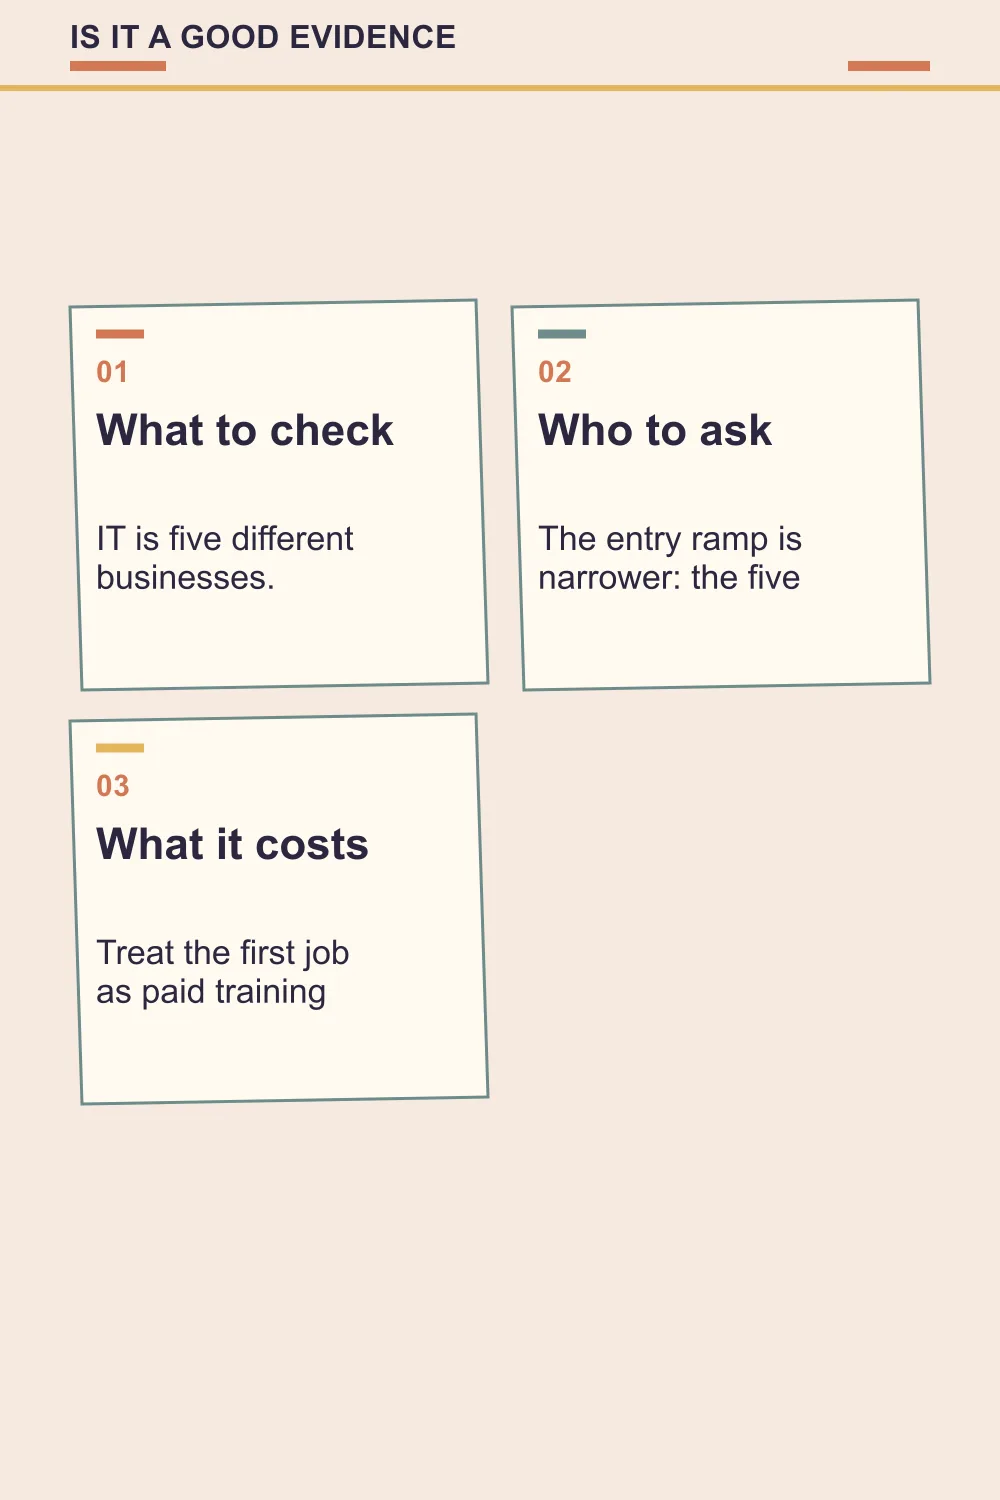 IS IT A GOOD EVIDENCE
01
What to check
IT is five different
businesses.
02
Who to ask
The entry ramp is
narrower: the five
03
What it costs
Treat the first job
as paid training